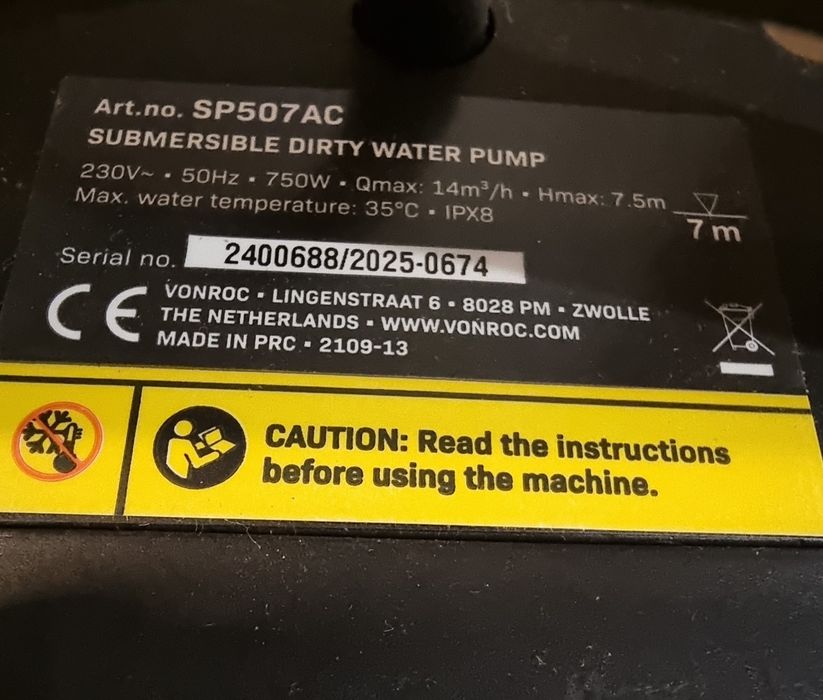 Art.no. SP507AC
SUBMERSIBLE DIRTY WATER PUMP
230V~ ▪ 50Hz ▪ 750W ▪ Qmax: 14m³/h ▪ Hmax: 7.5m
Max. water temperature: 35°C ▪ IPX8
7 m
Serial no. 2400688/2025-0674
CE
VONROC ▪ LINGENSTRAAT 6 ▪ 8028 PM ▪ ZWOLLE
THE NETHERLANDS ▪ WWW.VONROC.COM
MADE IN PRC ▪ 2109-13
CAUTION: Read the instructions
before using the machine.